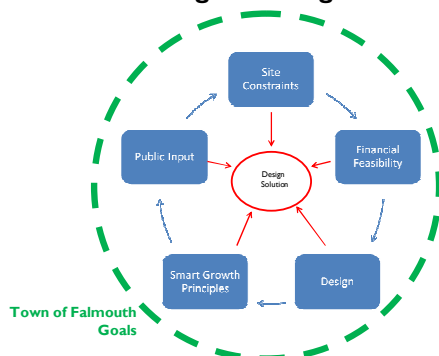 Site
Constraints
Public Input
Financial
Feasibility
Design
Solution
Smart Growth
Principles
Design
Town of Falmouth
Goals